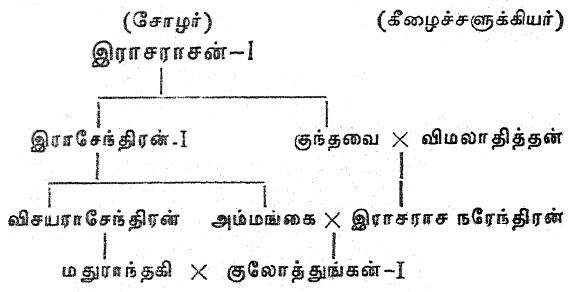 (சோழர்) (கீழைச்சளுக்கியர்)
இராசராசன்–I
இராசேந்திரன்-I குந்தவை × விமலாதித்தன்
விசயராசேந்திரன் அம்மங்கை × இராசராச நரேந்திரன்
மதுராந்தகி × குலோத்துங்கன்–I